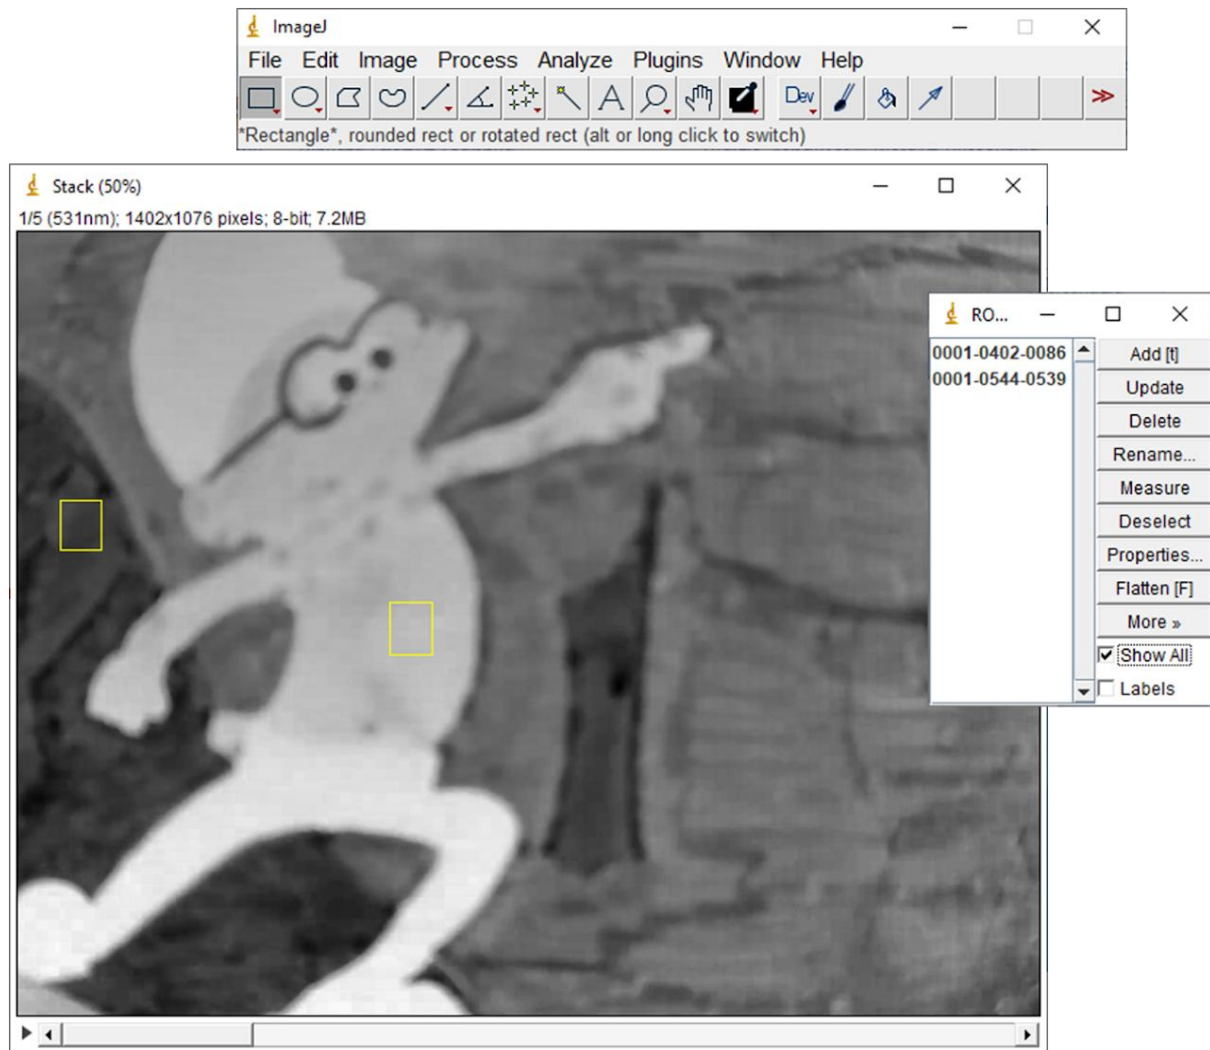 ImageJ
File Edit Image Process Analyze Plugins Window Help
Dev
*Rectangle*, rounded rect or rotated rect (alt or long click to switch)
Stack (50%)
1/5 (531nm); 1402x1076 pixels; 8-bit; 7.2MB
RO...
0001-0402-0086
0001-0544-0539
Add [t]
Update
Delete
Rename...
Measure
Deselect
Properties...
Flatten [F]
More »
Show All
Labels